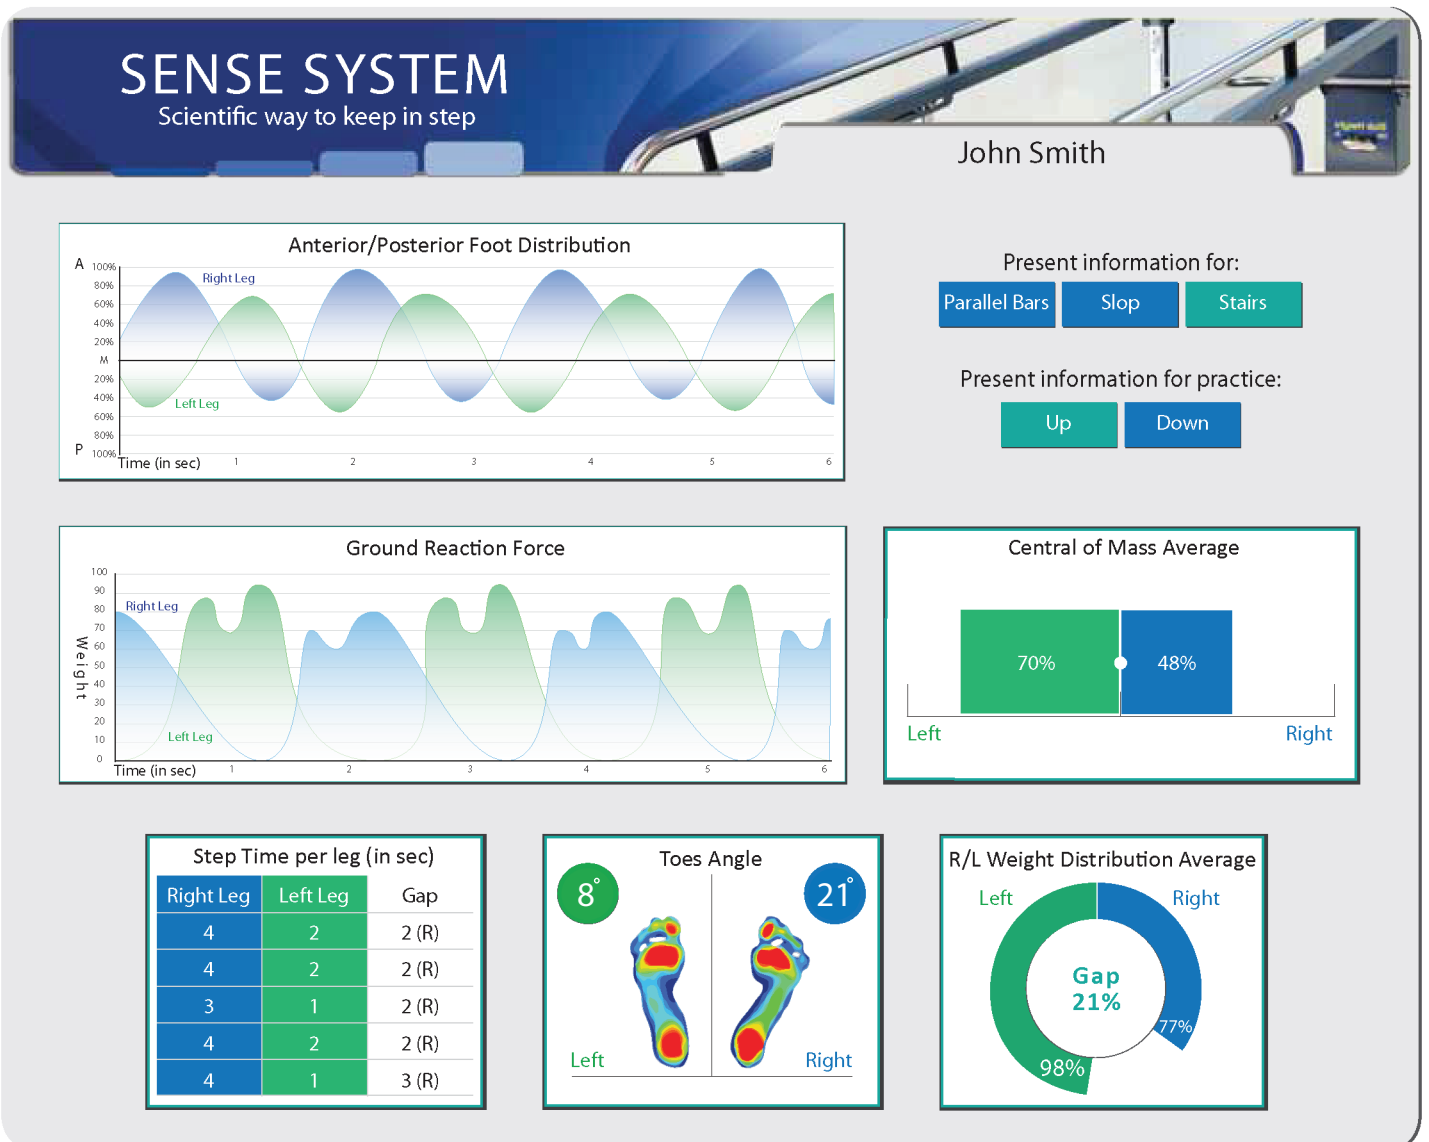 SENSE SYSTEM
Scientific way to keep in step
John Smith
Anterior/Posterior Foot Distribution
A
100%
80%
60%
40%
20%
M
20%
40%
60%
80%
P
100%
Right Leg
Left Leg
Time (in sec)
1
2
3
4
5
6
Present information for:
Parallel Bars
Slop
Stairs
Present information for practice:
Up
Down
Ground Reaction Force
Weight
100
90
80
70
60
50
40
30
20
10
0
Right Leg
Left Leg
Time (in sec)
1
2
3
4
5
6
Central of Mass Average
70%
48%
Left
Right
Step Time per leg (in sec)
Right Leg Left Leg Gap
4 2 2 (R)
4 2 2 (R)
3 1 2 (R)
4 2 2 (R)
4 1 3 (R)
Toes Angle
8°
21°
Left
Right
R/L Weight Distribution Average
Left
Right
Gap
21%
77%
98%